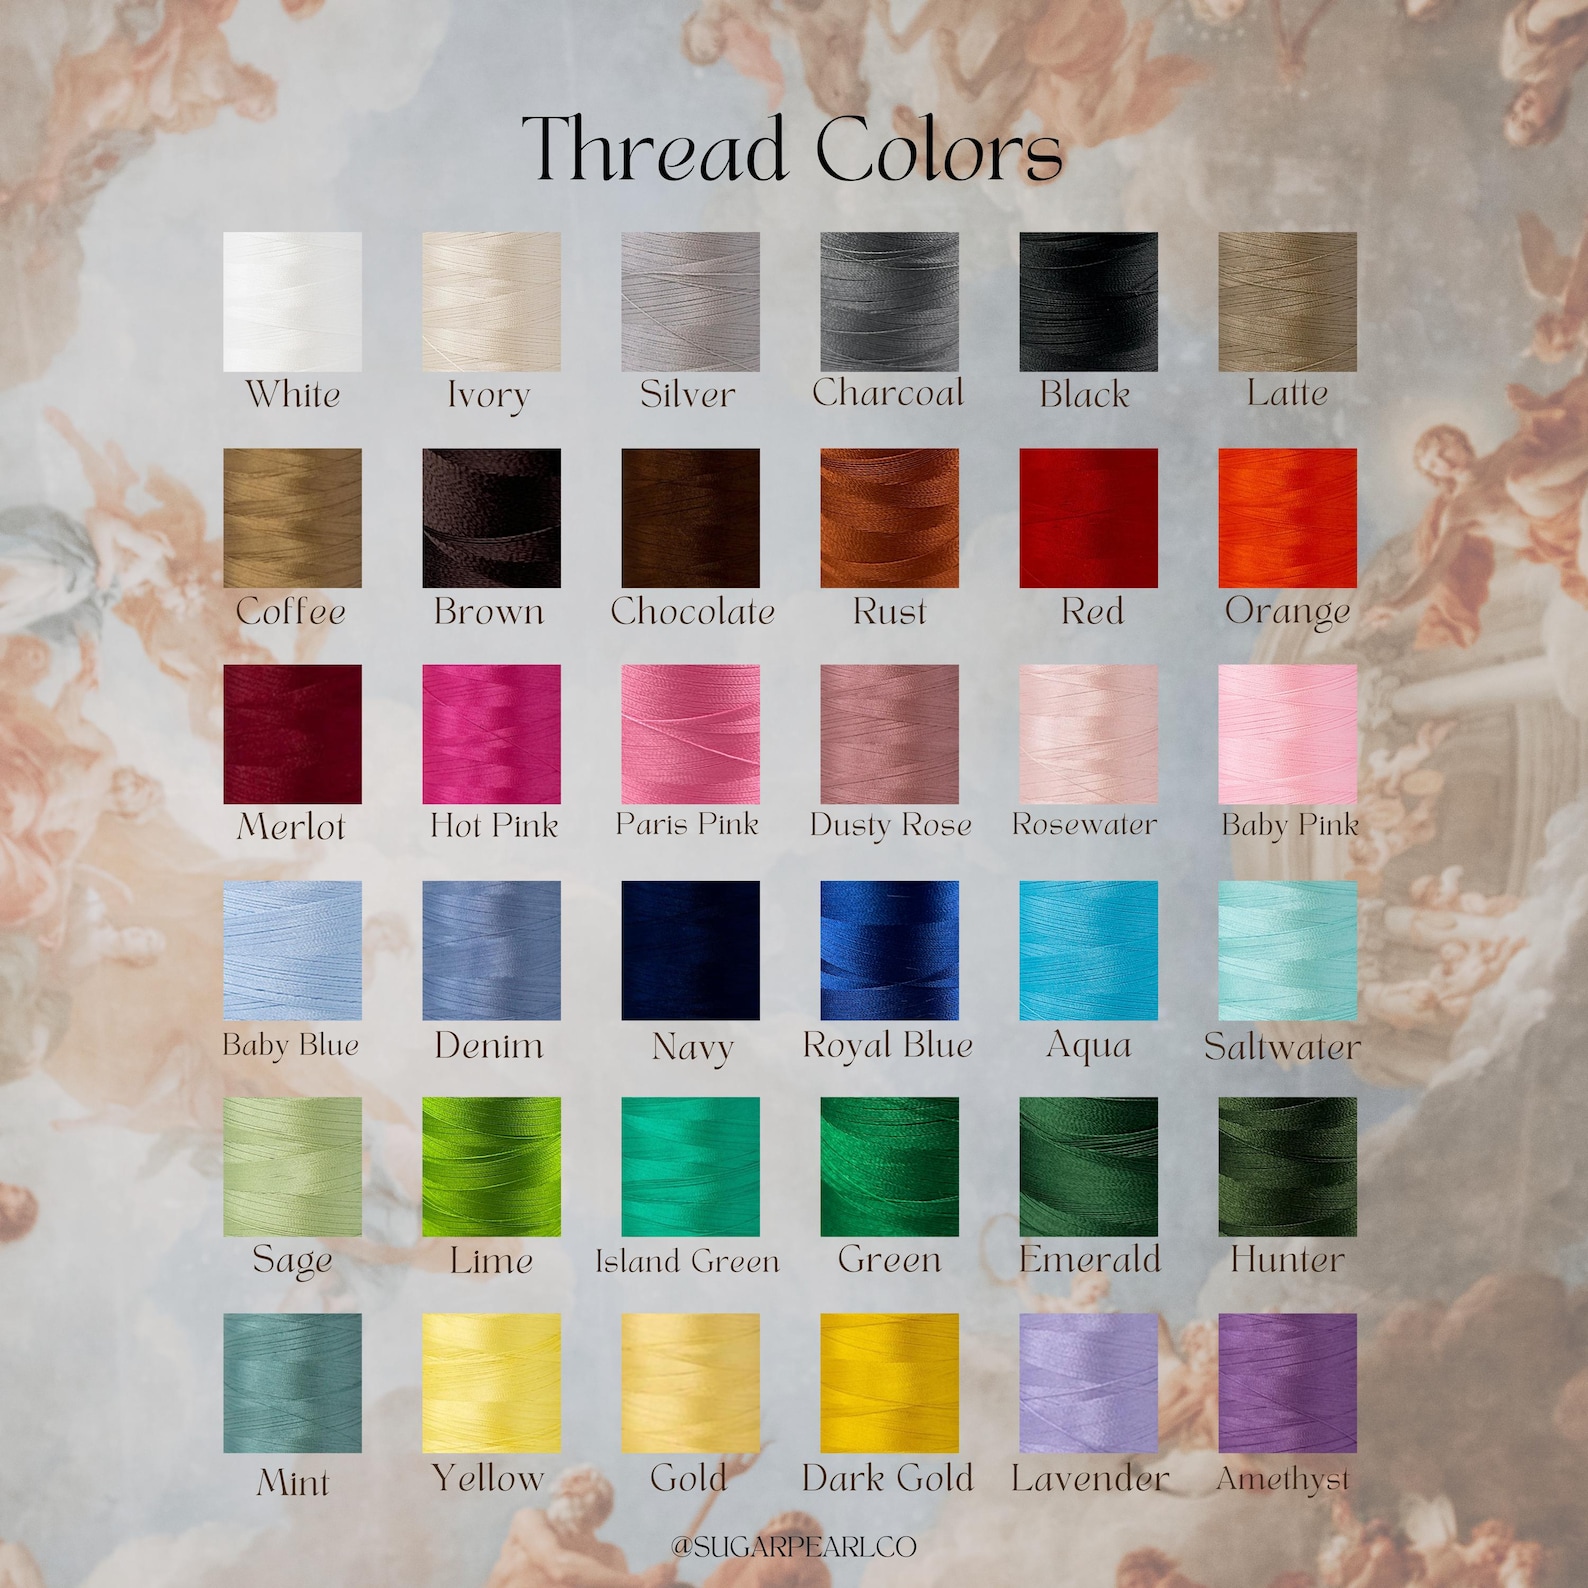 Thread Colors
White Ivory Silver Charcoal Black Latte
Coffee Brown Chocolate Rust Red Orange
Merlot Hot Pink Paris Pink Dusty Rose Rosewater Baby Pink
Baby Blue Denim Navy Royal Blue Aqua Saltwater
Sage Lime Island Green Green Emerald Hunter
Mint Yellow Gold Dark Gold Lavender Amethyst
@SUGARPEARLCO